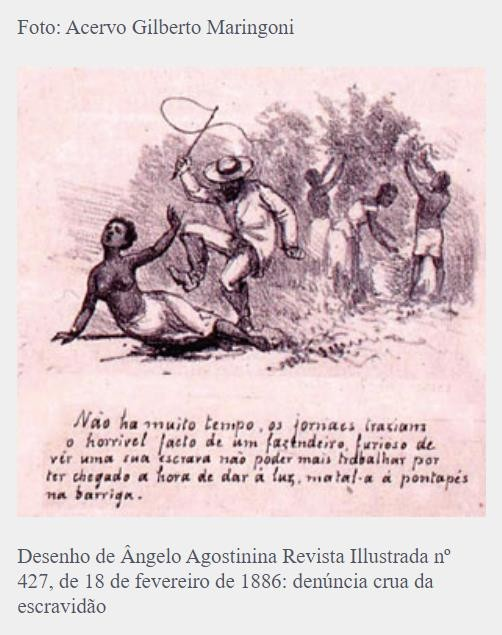 Foto: Acervo Gilberto Maringoni
Não ha muito tempo, os jornaes traziam
o horrivel facto de um fazendeiro, furioso de
vêr uma sua escrava não poder mais trabalhar por
ter chegado a hora de dar á luz, matal-a á pontapés
na barriga.
Desenho de Ângelo Agostinina Revista Illustrada nº
427, de 18 de fevereiro de 1886: denúncia crua da
escravidão